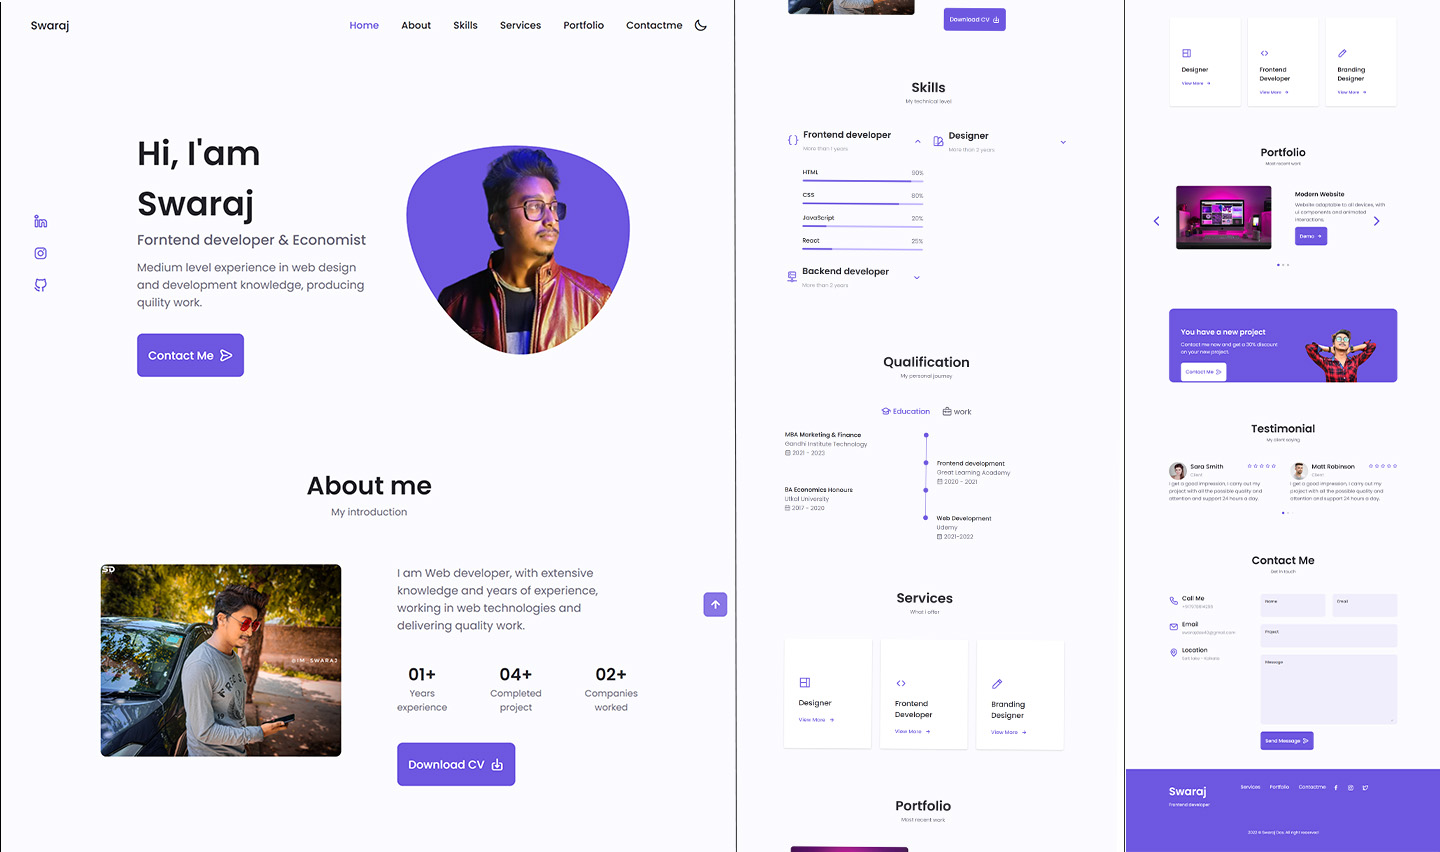 Swaraj
Home About Skills Services Portfolio Contactme
Hi, I'am
Swaraj
Forntend developer & Economist
Medium level experience in web design
and development knowledge, producing
quility work.
Contact Me
About me
My introduction
SD
@IM_SWARAJ
I am Web developer, with extensive
knowledge and years of experience,
working in web technologies and
delivering quality work.
01+ 04+ 02+
Years Completed Companies
experience project worked
Download CV
Download CV
Skills
My technical level
Frontend developer
More than 1 years
HTML 90%
CSS 80%
JavaScript 20%
React 25%
Designer
More than 2 years
Backend developer
More than 2 years
Qualification
My personal journey
Education work
MBA Marketing & Finance
Gandhi Institute Technology
2021 - 2023
Frontend development
Great Learning Academy
2020 - 2021
BA Economics Honours
Utkal University
2017 - 2020
Web Development
Udemy
2021-2022
Services
What i offer
Designer
View More
Frontend
Developer
View More
Branding
Designer
View More
Portfolio
Most recent work
Designer
View More
Frontend
Developer
View More
Branding
Designer
View More
Portfolio
Most recent work
Modern Website
Website adaptable to all devices, with
ui components and animated
interactions.
Demo
You have a new project
Contact me now and get a 30% discount
on your new project.
Contact Me
Testimonial
My client saying
Sara Smith
Client
I get a good impression, I carry out my
project with all the possible quality and
attention and support 24 hours a day.
Matt Robinson
Client
I get a good impression, I carry out my
project with all the possible quality and
attention and support 24 hours a day.
Contact Me
Get in touch
Call Me
Email
Location
Name
Email
Project
Message
Send Message
Swaraj
Frontend developer
Services Portfolio Contactme